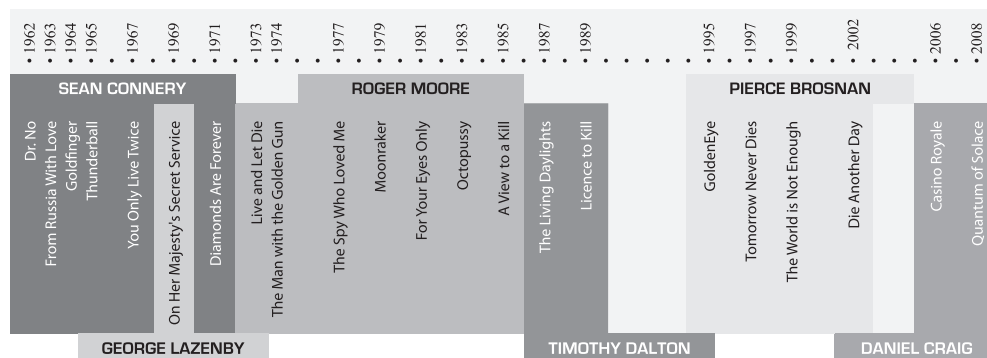 1962
1963
1964
1965
1967
1969
1971
1973
1974
1977
1979
1981
1983
1985
1987
1989
1995
1997
1999
2002
2006
2008
SEAN CONNERY
ROGER MOORE
PIERCE BROSNAN
Dr. No
From Russia With Love
Goldfinger
Thunderball
You Only Live Twice
On Her Majesty's Secret Service
Diamonds Are Forever
Live and Let Die
The Man with the Golden Gun
The Spy Who Loved Me
Moonraker
For Your Eyes Only
Octopussy
A View to a Kill
The Living Daylights
Licence to Kill
GoldenEye
Tomorrow Never Dies
The World is Not Enough
Die Another Day
Casino Royale
Quantum of Solace
GEORGE LAZENBY
TIMOTHY DALTON
DANIEL CRAIG